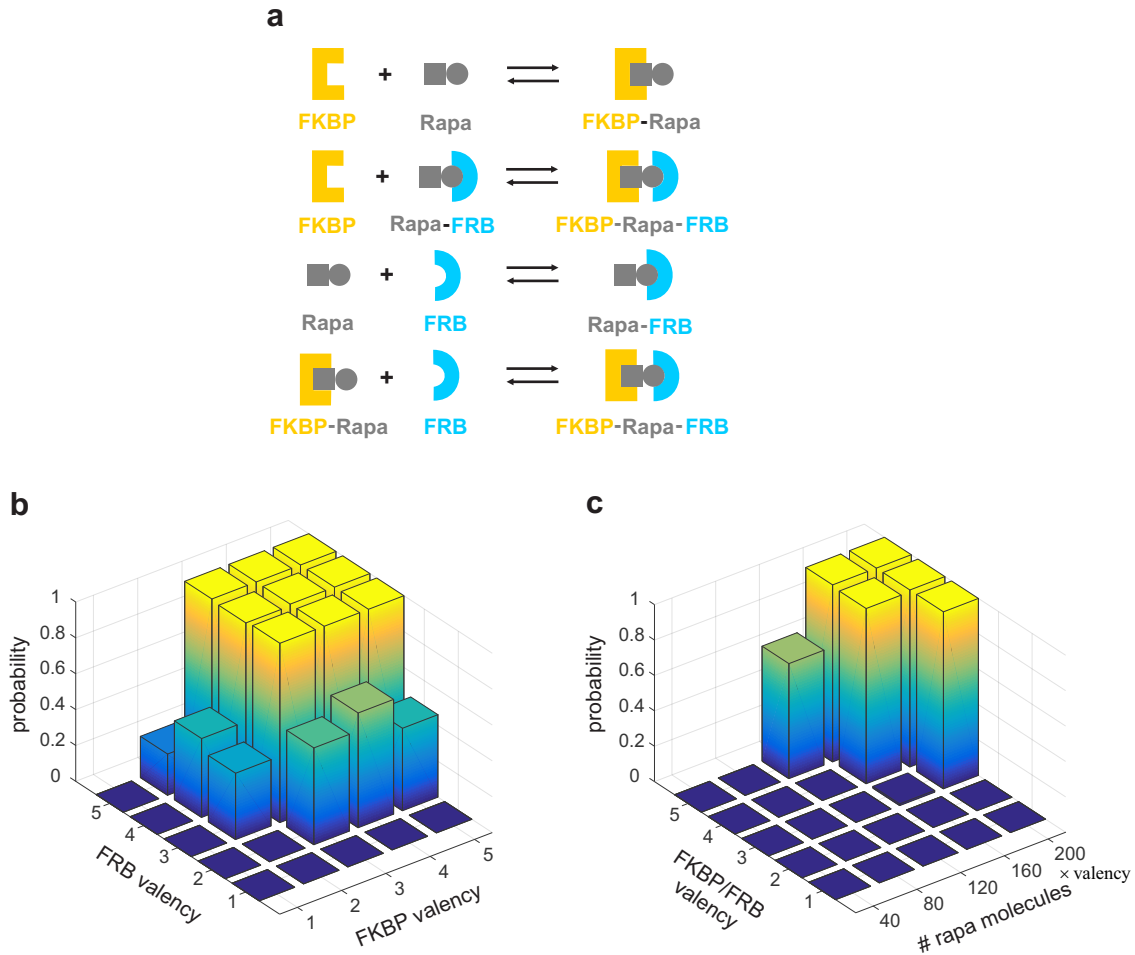 a
+
FKBP
Rapa
FKBP-Rapa
+
FKBP
Rapa-FRB
FKBP-Rapa-FRB
+
Rapa
FRB
Rapa-FRB
+
FKBP-Rapa
FRB
FKBP-Rapa-FRB
b
1
0.8
0.6
0.4
0.2
0
probability
5
4
3
2
1
FRB valency
1
2
3
4
5
FKBP valency
c
1
0.8
0.6
0.4
0.2
0
probability
5
4
3
2
1
FKBP/FRB
valency
40
80
120
160
200
× valency
# rapa molecules